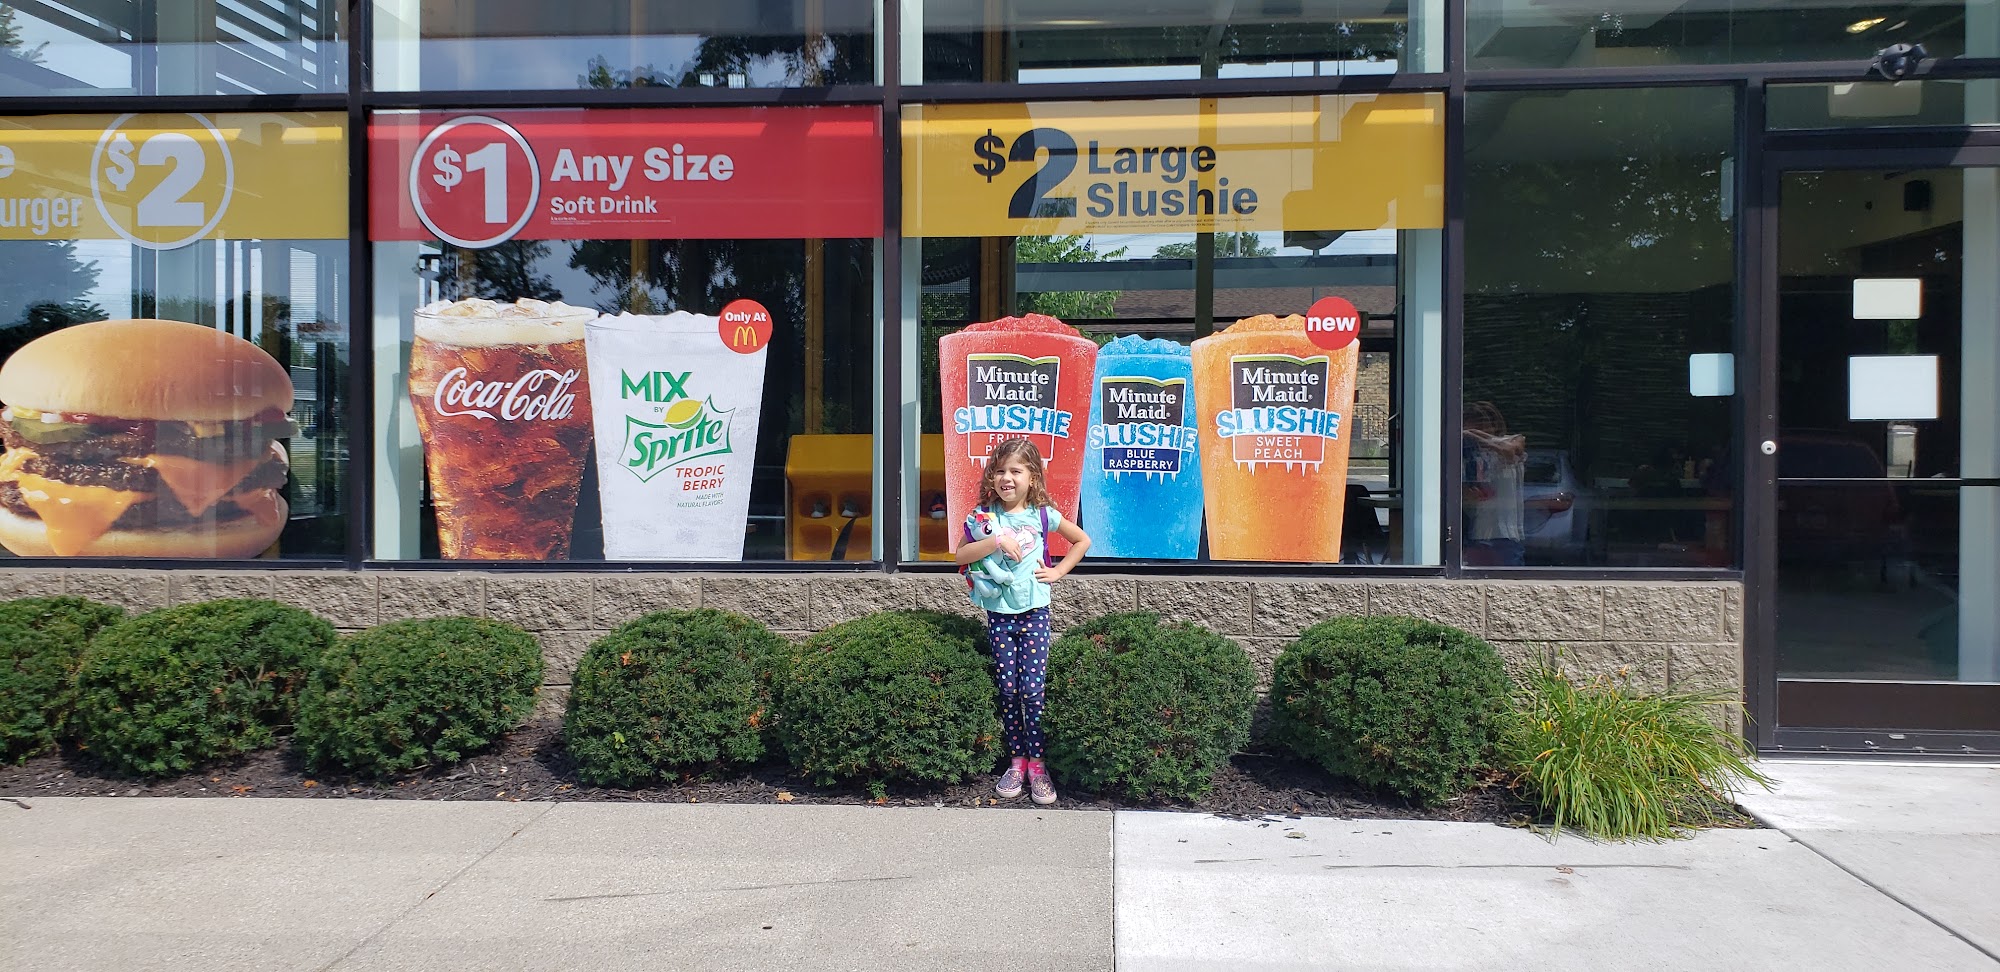 e
urger
$2
$1
Any Size
Soft Drink
$2 Large
Slushie
Coca-Cola
Only At
MIX
BY
Sprite
TROPIC
BERRY
MADE WITH
NATURAL FLAVORS
Minute
Maid
SLUSHIE
FRUIT
Minute
Maid
SLUSHIE
BLUE
RASPBERRY
new
Minute
Maid
SLUSHIE
SWEET
PEACH